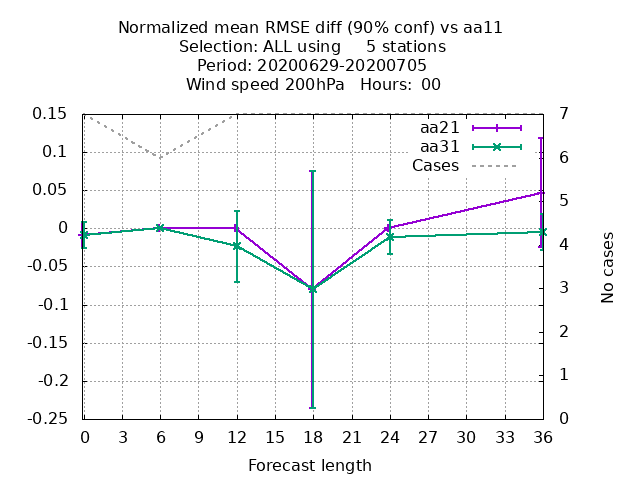 Normalized mean RMSE diff (90% conf) vs aa11
Selection: ALL using     5 stations
Period: 20200629-20200705
Wind speed 200hPa   Hours:  00
aa21
aa31
Cases
0.15
0.1
0.05
0
-0.05
-0.1
-0.15
-0.2
-0.25
7
6
5
4
3
2
1
0
No cases
0 3 6 9 12 15 18 21 24 27 30 33 36
Forecast length